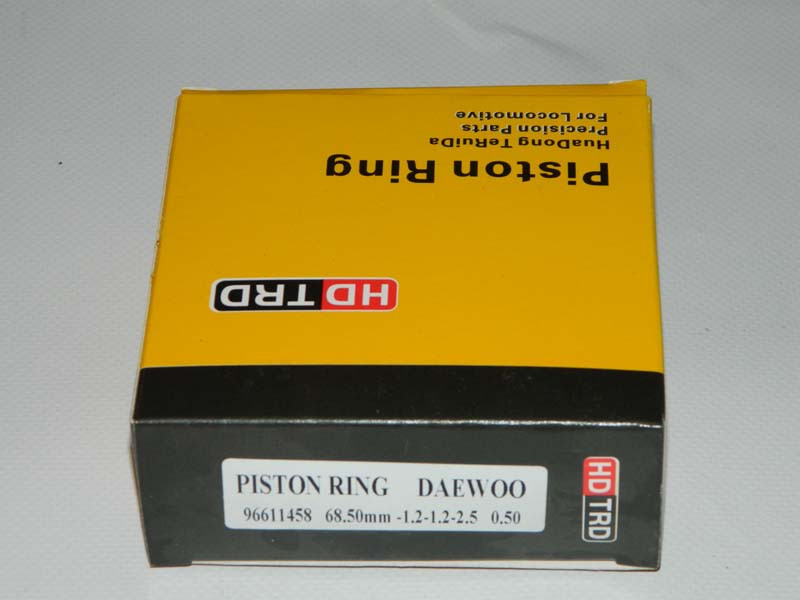 Piston Ring
HuaDong TeRuiDa
Precision Parts
For Locomotive
HD TRD
PISTON RING DAEWOO
96611458 68.50mm -1.2-1.2-2.5 0.50
HD TRD